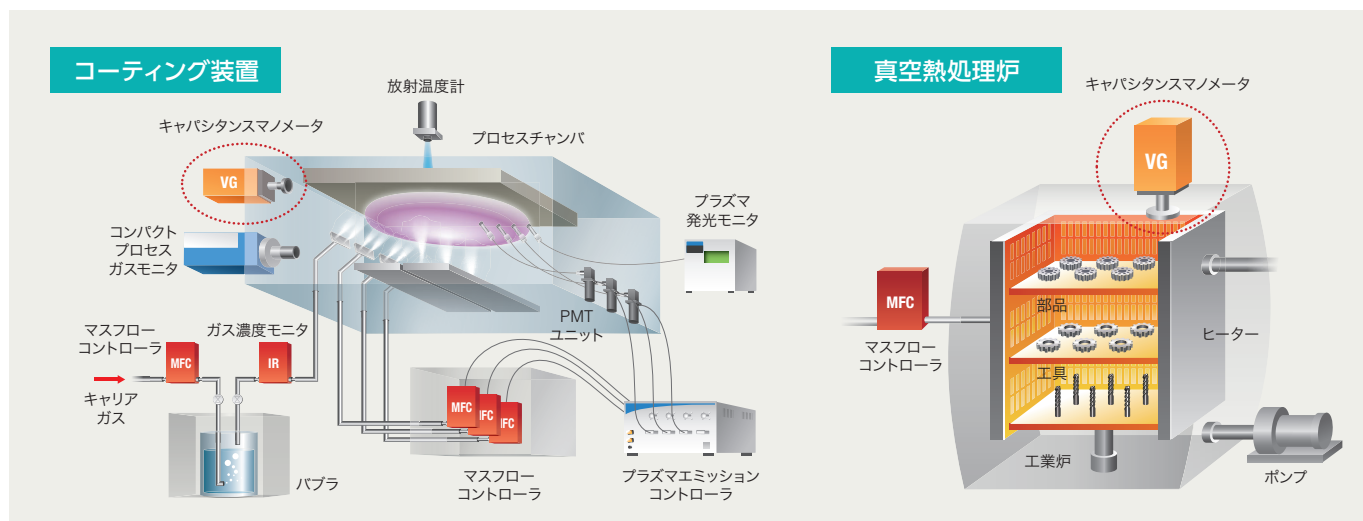 コーティング装置
放射温度計
キャパシタンスマノメータ
プロセスチャンバ
VG
コンパクト
プロセス
ガスモニタ
プラズマ
発光モニタ
PMT
ユニット
マスフロー
コントローラ
ガス濃度モニタ
MFC
IR
キャリア
ガス
バブラ
MFC
MFC
MFC
マスフロー
コントローラ
プラズマエミッション
コントローラ
真空熱処理炉
キャパシタンスマノメータ
VG
MFC
マスフロー
コントローラ
部品
工具
ヒーター
工業炉
ポンプ